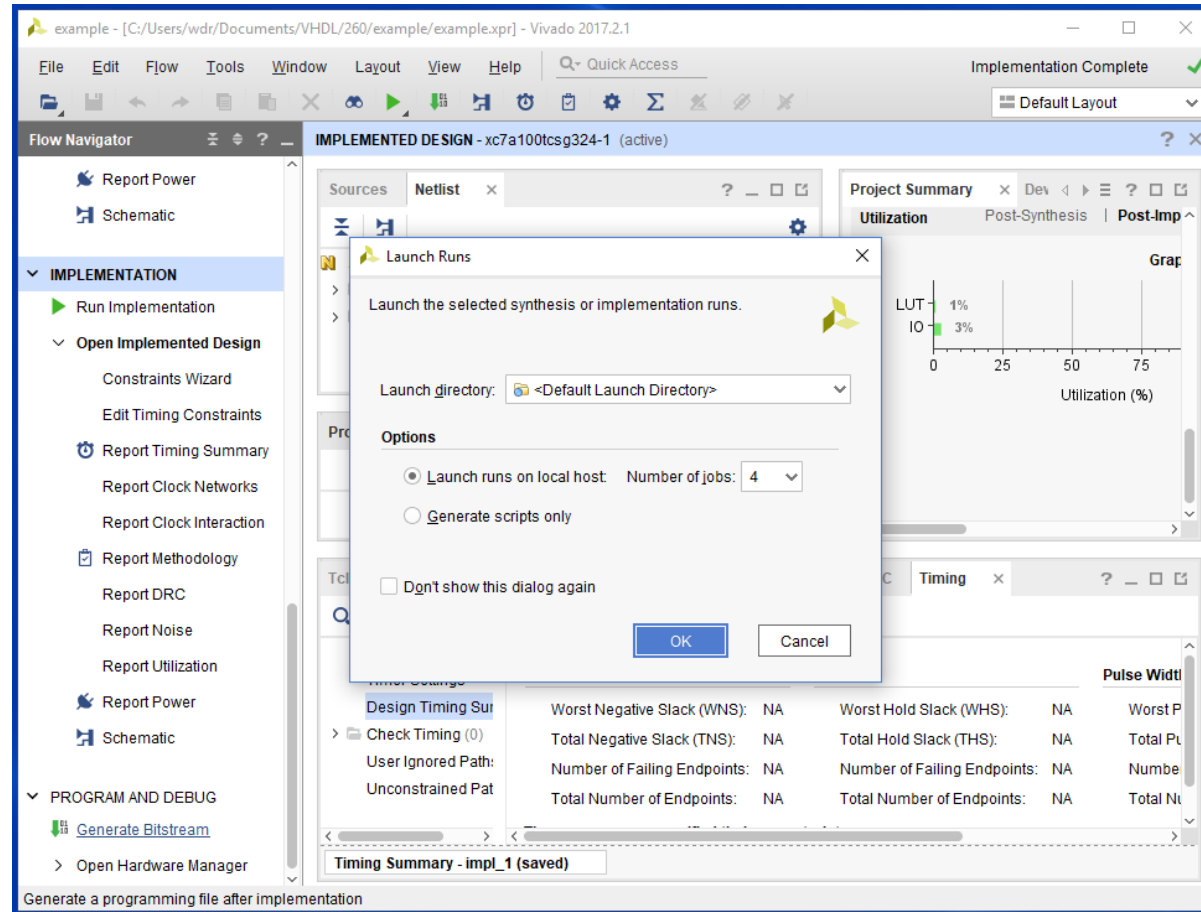 example - [C:/Users/wdr/Documents/VHDL/260/example/example.xpr] - Vivado 2017.2.1
File Edit Flow Tools Window Layout View Help Quick Access Implementation Complete
Default Layout
Flow Navigator
IMPLEMENTED DESIGN - xc7a100tcsg324-1 (active)
Report Power
Schematic
IMPLEMENTATION
Run Implementation
Open Implemented Design
Constraints Wizard
Edit Timing Constraints
Report Timing Summary
Report Clock Networks
Report Clock Interaction
Report Methodology
Report DRC
Report Noise
Report Utilization
Report Power
Schematic
PROGRAM AND DEBUG
Generate Bitstream
Open Hardware Manager
Sources Netlist
Project Summary Dev
Utilization Post-Synthesis | Post-Imp
Grap
LUT 1%
IO 3%
0 25 50 75
Utilization (%)
Launch Runs
Launch the selected synthesis or implementation runs.
Launch directory: <Default Launch Directory>
Options
Launch runs on local host: Number of jobs: 4
Generate scripts only
Don't show this dialog again
OK Cancel
Pro
Tcl
C Timing
Design Timing Sur
Check Timing (0)
User Ignored Path
Unconstrained Pat
Pulse Widt
Worst Negative Slack (WNS): NA Worst Hold Slack (WHS): NA Worst P
Total Negative Slack (TNS): NA Total Hold Slack (THS): NA Total Pu
Number of Failing Endpoints: NA Number of Failing Endpoints: NA Numbe
Total Number of Endpoints: NA Total Number of Endpoints: NA Total Nu
Timing Summary - impl_1 (saved)
Generate a programming file after implementation